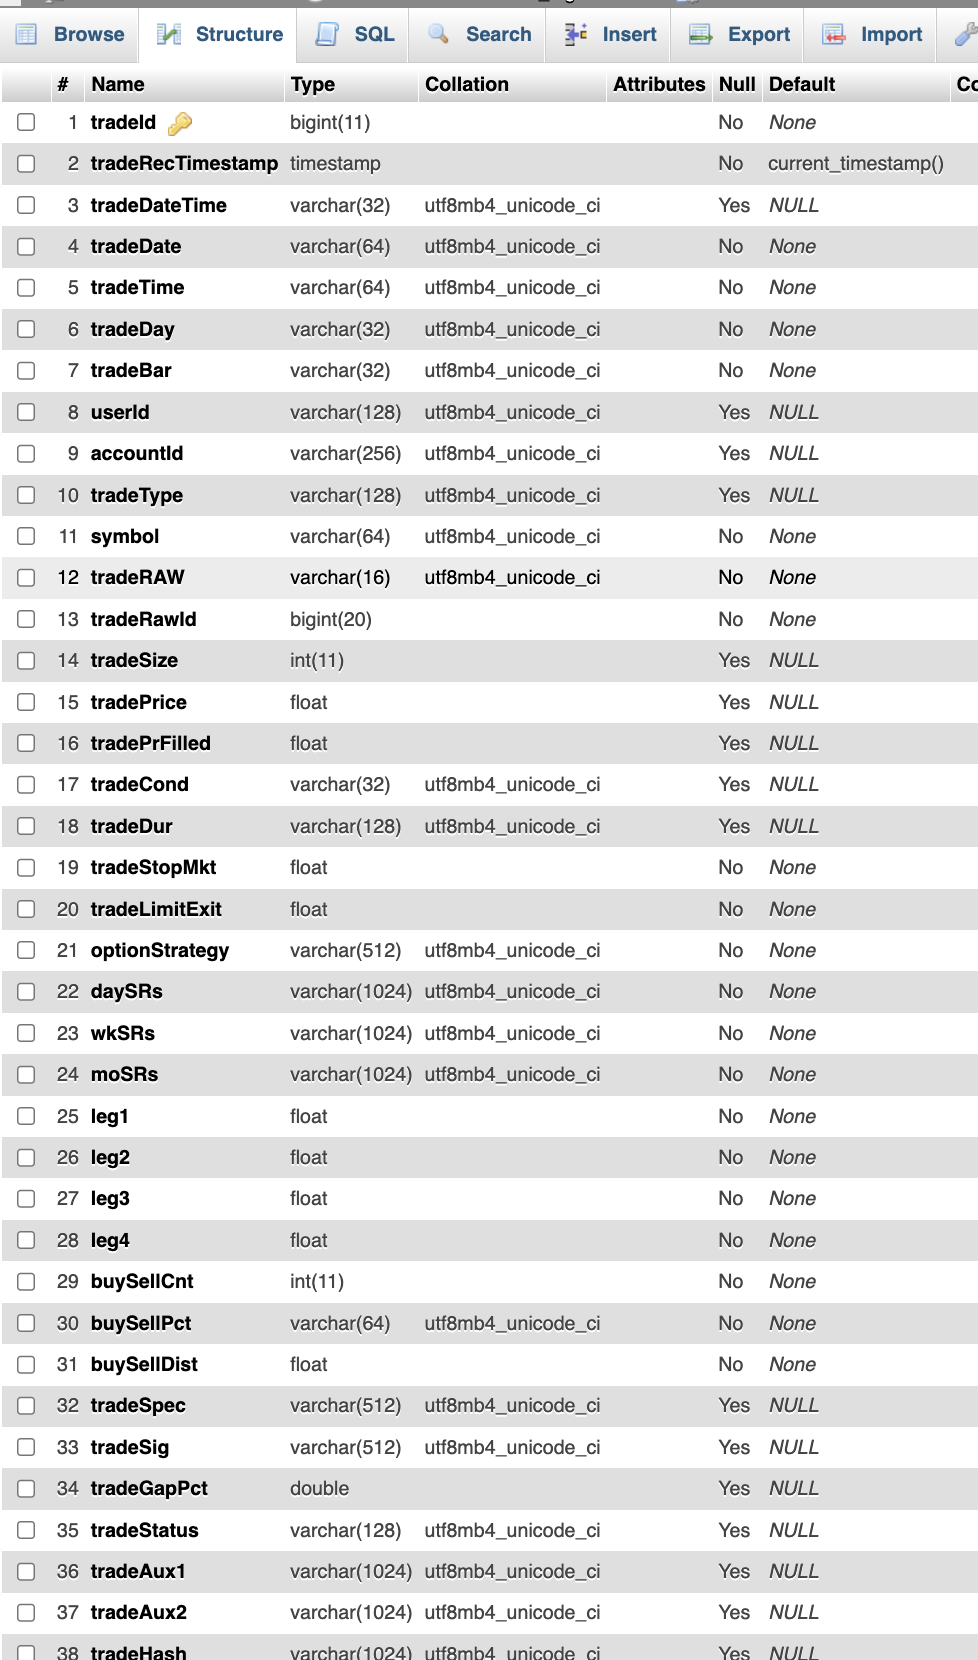 Browse Structure SQL Search Insert Export Import
# Name Type Collation Attributes Null Default Co
1 tradeId bigint(11) No None
2 tradeRecTimestamp timestamp No current_timestamp()
3 tradeDateTime varchar(32) utf8mb4_unicode_ci Yes NULL
4 tradeDate varchar(64) utf8mb4_unicode_ci No None
5 tradeTime varchar(64) utf8mb4_unicode_ci No None
6 tradeDay varchar(32) utf8mb4_unicode_ci No None
7 tradeBar varchar(32) utf8mb4_unicode_ci No None
8 userId varchar(128) utf8mb4_unicode_ci Yes NULL
9 accountId varchar(256) utf8mb4_unicode_ci Yes NULL
10 tradeType varchar(128) utf8mb4_unicode_ci Yes NULL
11 symbol varchar(64) utf8mb4_unicode_ci No None
12 tradeRAW varchar(16) utf8mb4_unicode_ci No None
13 tradeRawId bigint(20) No None
14 tradeSize int(11) Yes NULL
15 tradePrice float Yes NULL
16 tradePrFilled float Yes NULL
17 tradeCond varchar(32) utf8mb4_unicode_ci Yes NULL
18 tradeDur varchar(128) utf8mb4_unicode_ci Yes NULL
19 tradeStopMkt float No None
20 tradeLimitExit float No None
21 optionStrategy varchar(512) utf8mb4_unicode_ci No None
22 daySRs varchar(1024) utf8mb4_unicode_ci No None
23 wkSRs varchar(1024) utf8mb4_unicode_ci No None
24 moSRs varchar(1024) utf8mb4_unicode_ci No None
25 leg1 float No None
26 leg2 float No None
27 leg3 float No None
28 leg4 float No None
29 buySellCnt int(11) No None
30 buySellPct varchar(64) utf8mb4_unicode_ci No None
31 buySellDist float No None
32 tradeSpec varchar(512) utf8mb4_unicode_ci Yes NULL
33 tradeSig varchar(512) utf8mb4_unicode_ci Yes NULL
34 tradeGapPct double Yes NULL
35 tradeStatus varchar(128) utf8mb4_unicode_ci Yes NULL
36 tradeAux1 varchar(1024) utf8mb4_unicode_ci Yes NULL
37 tradeAux2 varchar(1024) utf8mb4_unicode_ci Yes NULL
38 tradeHash varchar(1024) utf8mb4_unicode_ci Yes NULL